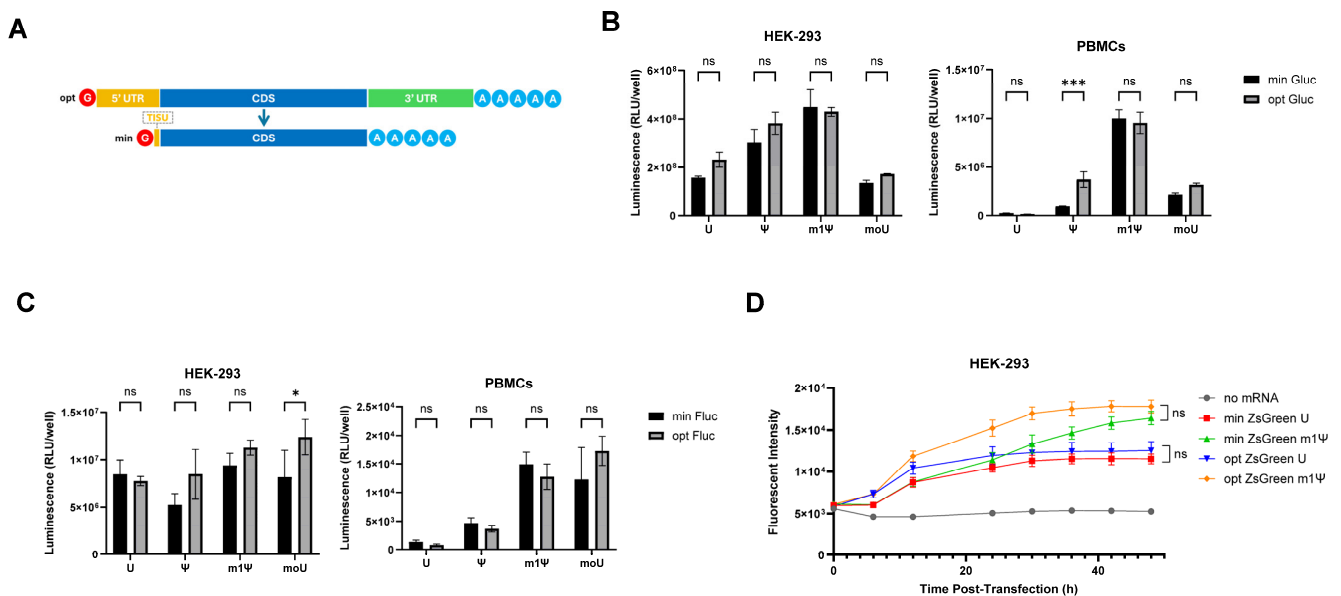 A
opt G 5' UTR CDS 3' UTR A A A A A
TISU
min G CDS A A A A A
B
HEK-293
ns ns ns ns
Luminescence (RLU/well)
6×10⁸
4×10⁸
2×10⁸
0
U Ψ m1Ψ moU
PBMCs
ns *** ns ns
Luminescence (RLU/well)
1.5×10⁷
1×10⁷
5×10⁶
0
U Ψ m1Ψ moU
min Gluc
opt Gluc
C
HEK-293
ns ns ns *
Luminescence (RLU/well)
1.5×10⁷
1×10⁷
5×10⁶
0
U Ψ m1Ψ moU
PBMCs
ns ns ns ns
Luminescence (RLU/well)
2.5×10⁴
2×10⁴
1.5×10⁴
1×10⁴
5×10³
0
U Ψ m1Ψ moU
min Fluc
opt Fluc
D
HEK-293
Fluorescent Intensity
2×10⁴
1.5×10⁴
1×10⁴
5×10³
0
0 20 40
Time Post-Transfection (h)
ns
ns
no mRNA
min ZsGreen U
min ZsGreen m1Ψ
opt ZsGreen U
opt ZsGreen m1Ψ